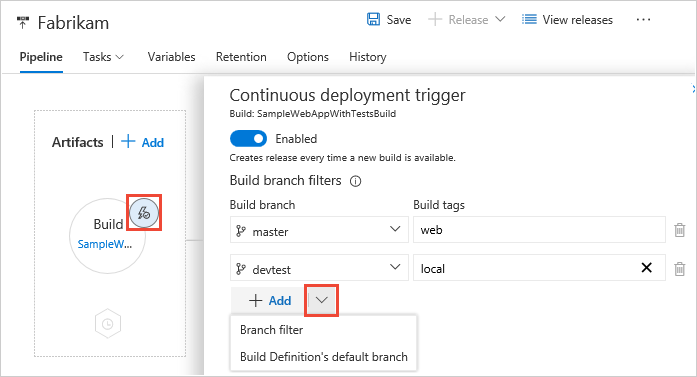 Fabrikam
Save
Release
View releases
...
Pipeline Tasks Variables Retention Options History
Artifacts | + Add
Build
SampleW...
Continuous deployment trigger
Build: SampleWebAppWithTestsBuild
Enabled
Creates release every time a new build is available.
Build branch filters
Build branch Build tags
master web
devtest local
+ Add
Branch filter
Build Definition's default branch